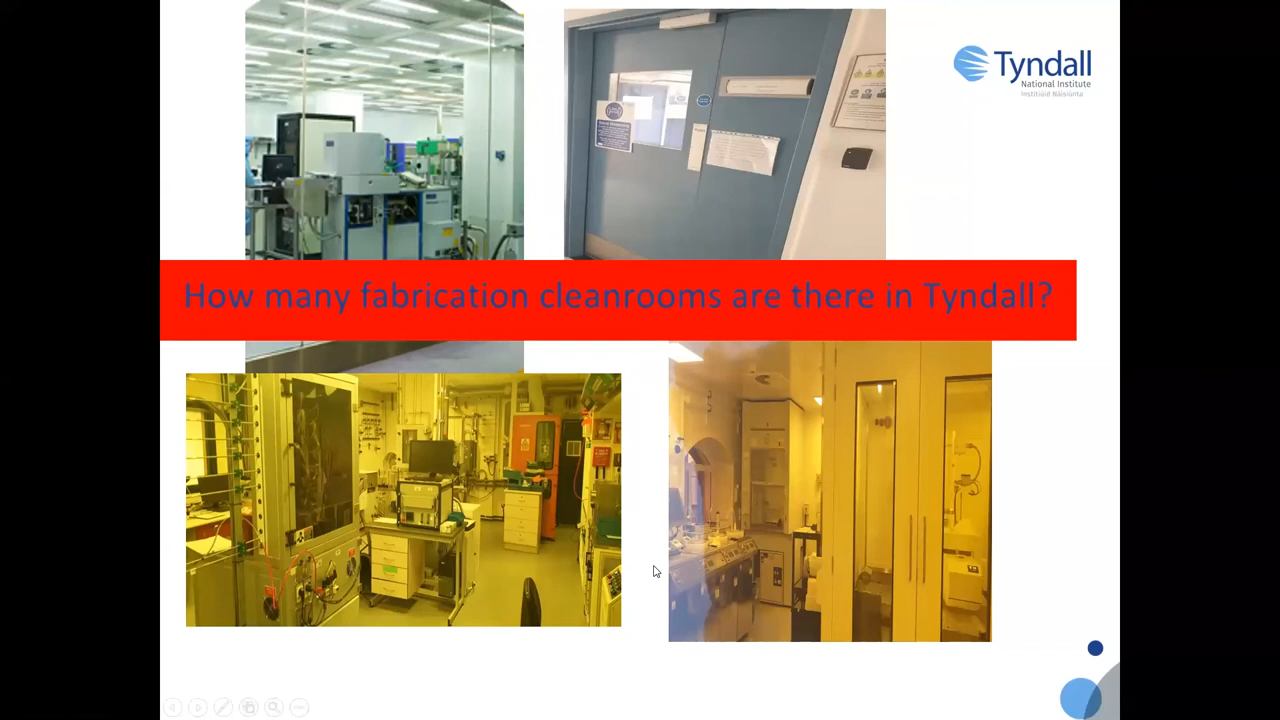 Tyndall
National Institute
Institiúid Náisiúnta
How many fabrication cleanrooms are there in Tyndall?